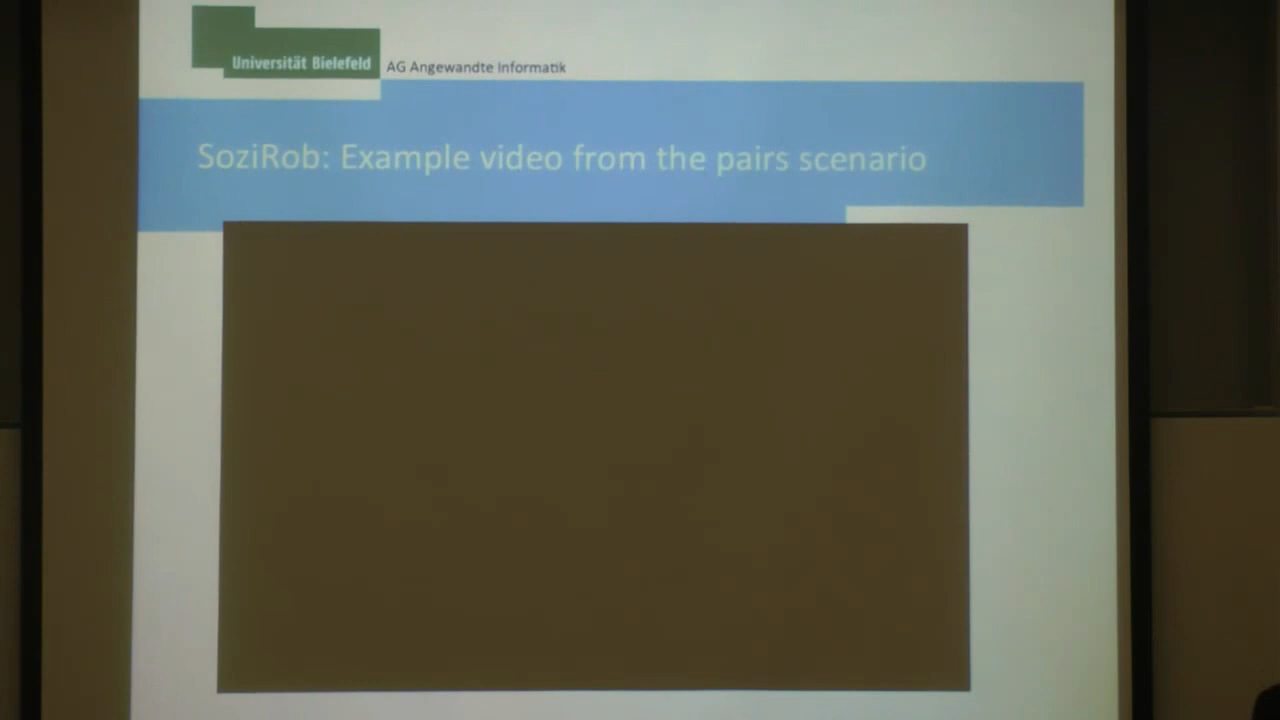 Universität Bielefeld
AG Angewandte Informatik
SoziRob: Example video from the pairs scenario